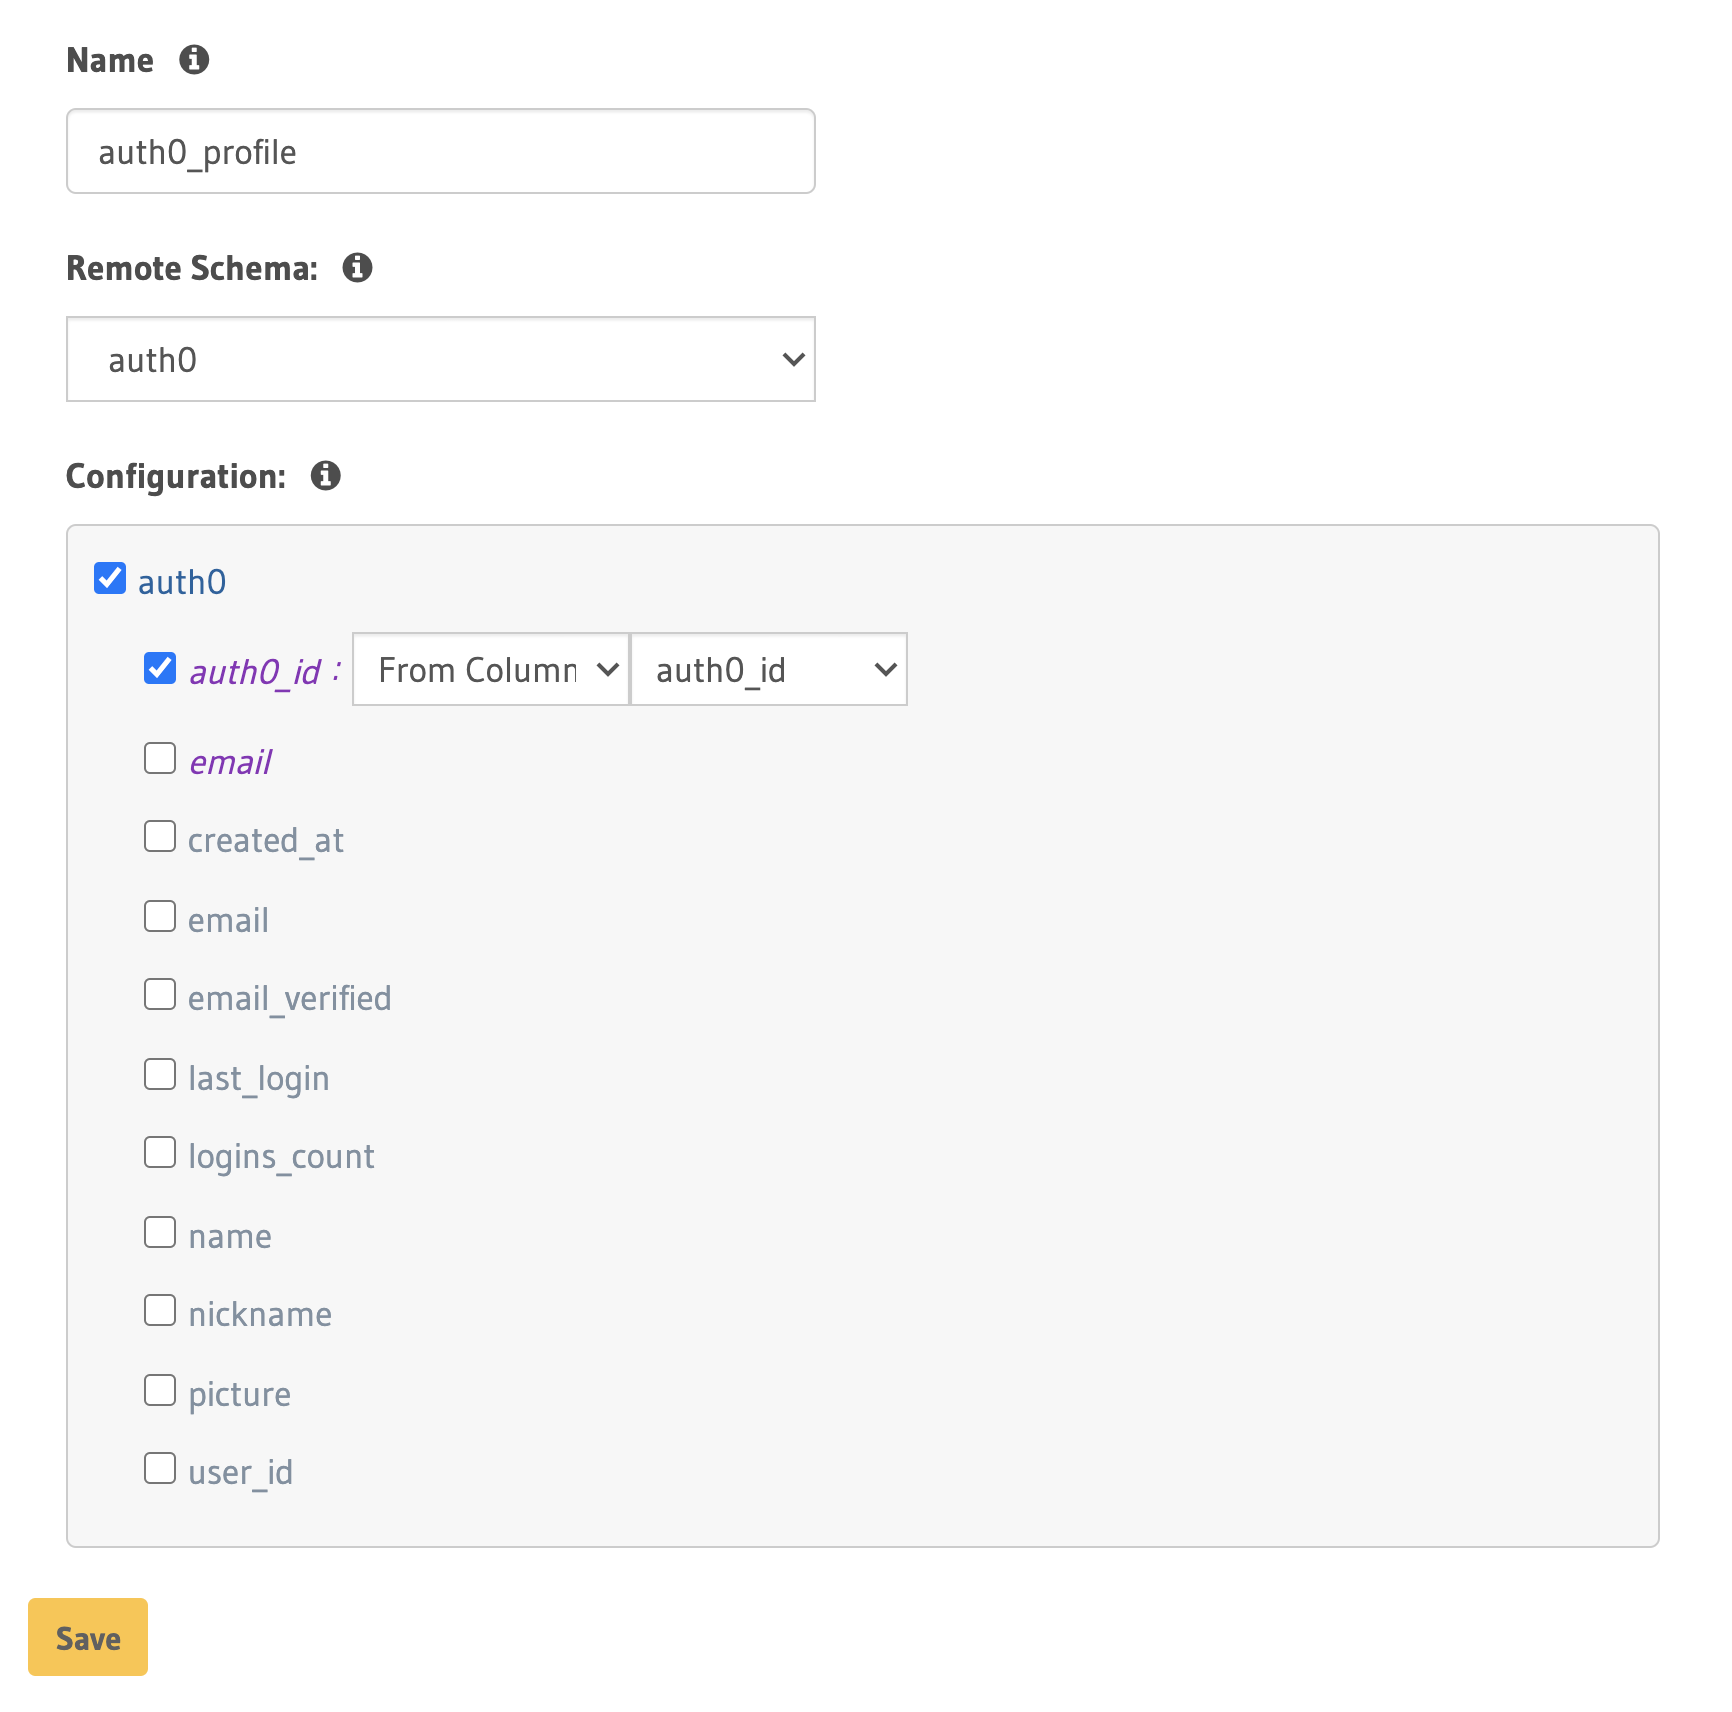 Name
auth0_profile
Remote Schema:
auth0
Configuration:
auth0
auth0_id : From Column auth0_id
email
created_at
email
email_verified
last_login
logins_count
name
nickname
picture
user_id
Save